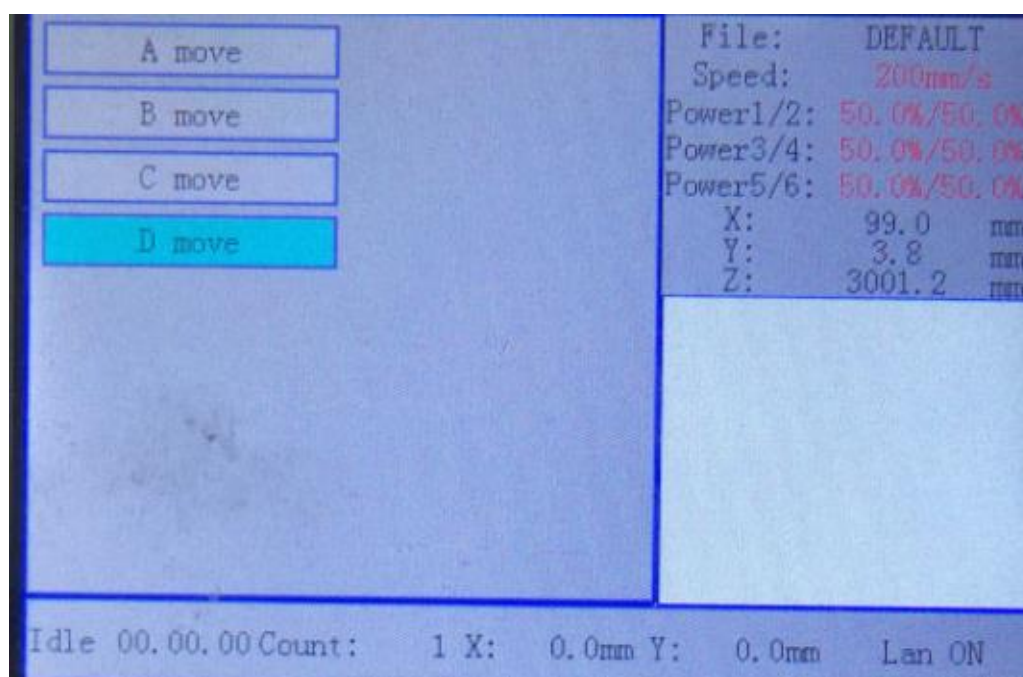 A move
B move
C move
D move
File: DEFAULT
Speed: 200mm/s
Power1/2: 50.0%/50.0%
Power3/4: 50.0%/50.0%
Power5/6: 50.0%/50.0%
X: 99.0 mm
Y: 3.8 mm
Z: 3001.2 mm
Idle 00.00.00 Count: 1 X: 0.0mm Y: 0.0mm Lan ON